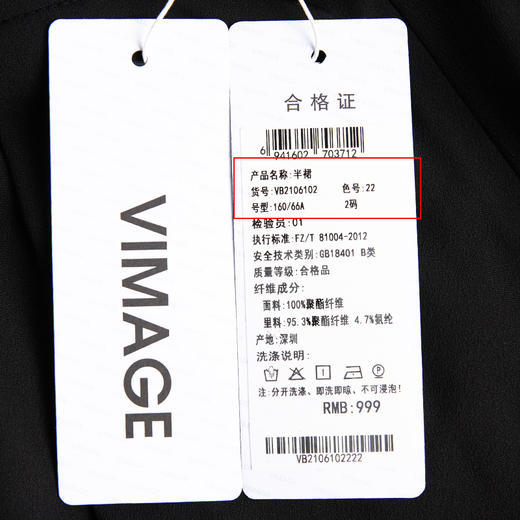 VIMAGE
合格证
6 941602 703712
产品名称:半裙
货号:VB2106102 色号:22
号型:160/66A 2码
检验员:01
执行标准:FZ/T 81004-2012
安全技术类别:GB18401 B类
质量等级:合格品
纤维成分:
面料:100%聚酯纤维
里料:95.3%聚酯纤维 4.7%氨纶
产地:深圳
洗涤说明:
注:分开洗涤、即洗即晾、不可浸泡!
RMB:999
VB2106102222